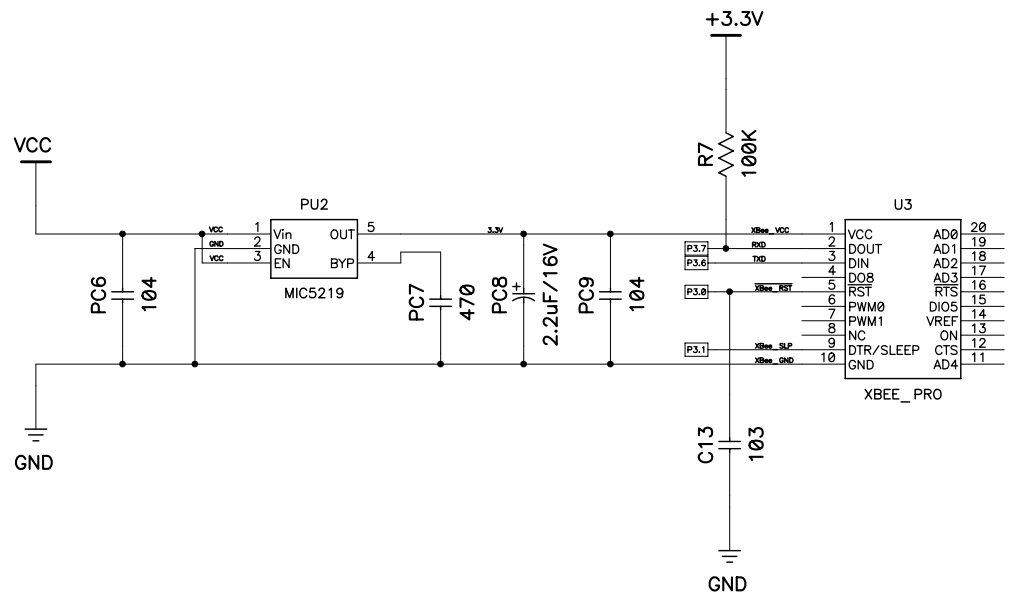 +3.3V
R7
100K
VCC
PU2
U3
VCC 1 Vin OUT 5 3.3V
GND 2 GND
VCC 3 EN BYP 4
MIC5219
PC6
104
PC7
470
PC8
+
2.2uF/16V
PC9
104
XBee_VCC 1 VCC AD0 20
P3.7 RXD 2 DOUT AD1 19
P3.6 TXD 3 DIN AD2 18
4 DO8 AD3 17
P3.0 XBee_RST 5 RST RTS 16
6 PWM0 DIO5 15
7 PWM1 VREF 14
8 NC ON 13
P3.1 XBee_SLP 9 DTR/SLEEP CTS 12
XBee_GND 10 GND AD4 11
XBEE_PRO
C13
103
GND
GND